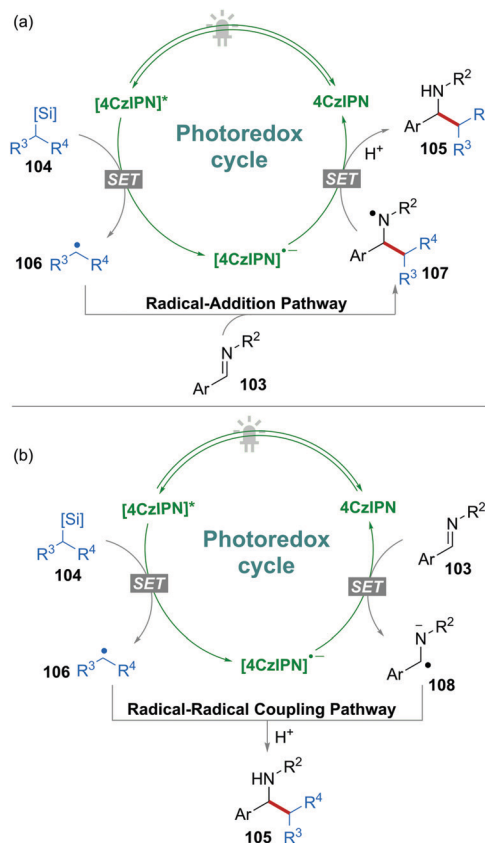 (a)
[4CzIPN]*
4CzIPN
[Si]
R3
R4
104
Photoredox
cycle
SET
SET
H+
HN
R2
Ar
R
R3
105
106
R3
R4
[4CzIPN]•−
•
N
R2
Ar
R4
R3
107
Radical-Addition Pathway
N
R2
Ar
103
(b)
[4CzIPN]*
4CzIPN
[Si]
R3
R4
104
Photoredox
cycle
N
R2
Ar
103
SET
SET
106
R3
R4
[4CzIPN]•−
−
N
R2
Ar
108
Radical-Radical Coupling Pathway
H+
HN
R2
Ar
R4
R3
105